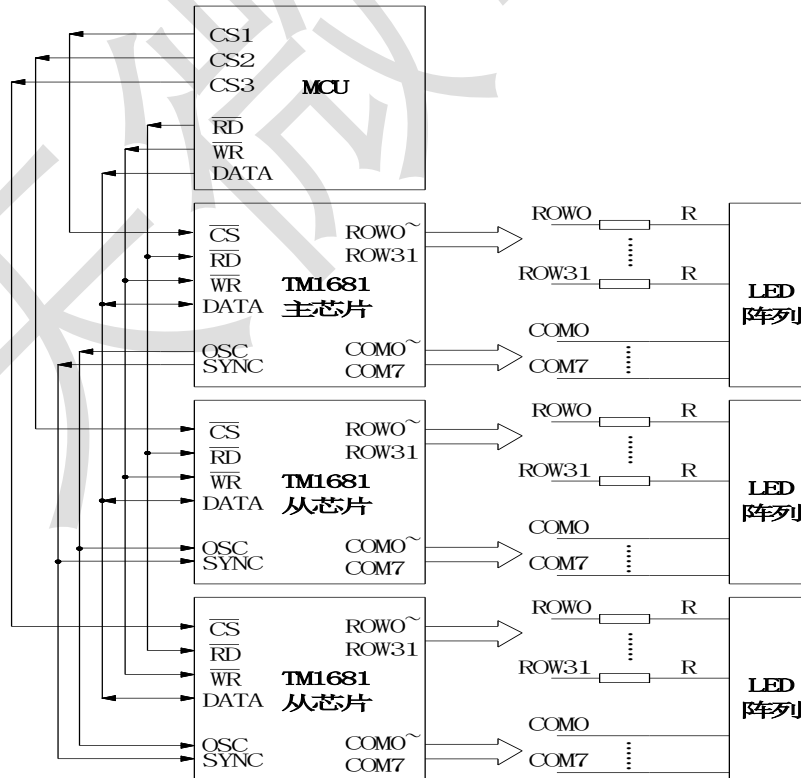 CS1
CS2
CS3
MCU
RD
WR
DATA
CS
RD
WR
DATA
OSC
SYNC
TM1681
主芯片
ROW0~
ROW31
COM0~
COM7
ROW0
R
ROW31
R
COM0
COM7
LED
阵列
CS
RD
WR
DATA
OSC
SYNC
TM1681
从芯片
ROW0~
ROW31
COM0~
COM7
ROW0
R
ROW31
R
COM0
COM7
LED
阵列
CS
RD
WR
DATA
OSC
SYNC
TM1681
从芯片
ROW0~
ROW31
COM0~
COM7
ROW0
R
ROW31
R
COM0
COM7
LED
阵列
天微